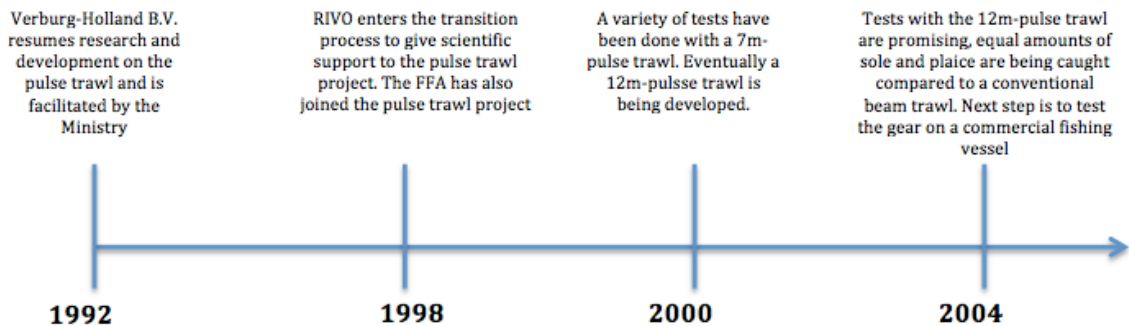 Verburg-Holland B.V.
resumes research and
development on the
pulse trawl and is
facilitated by the
Ministry
RIVO enters the transition
process to give scientific
support to the pulse trawl
project. The FFA has also
joined the pulse trawl project
A variety of tests have
been done with a 7m-
pulse trawl. Eventually a
12m-pulsse trawl is
being developed.
Tests with the 12m-pulse trawl
are promising, equal amounts of
sole and plaice are being caught
compared to a conventional
beam trawl. Next step is to test
the gear on a commercial fishing
vessel
1992
1998
2000
2004